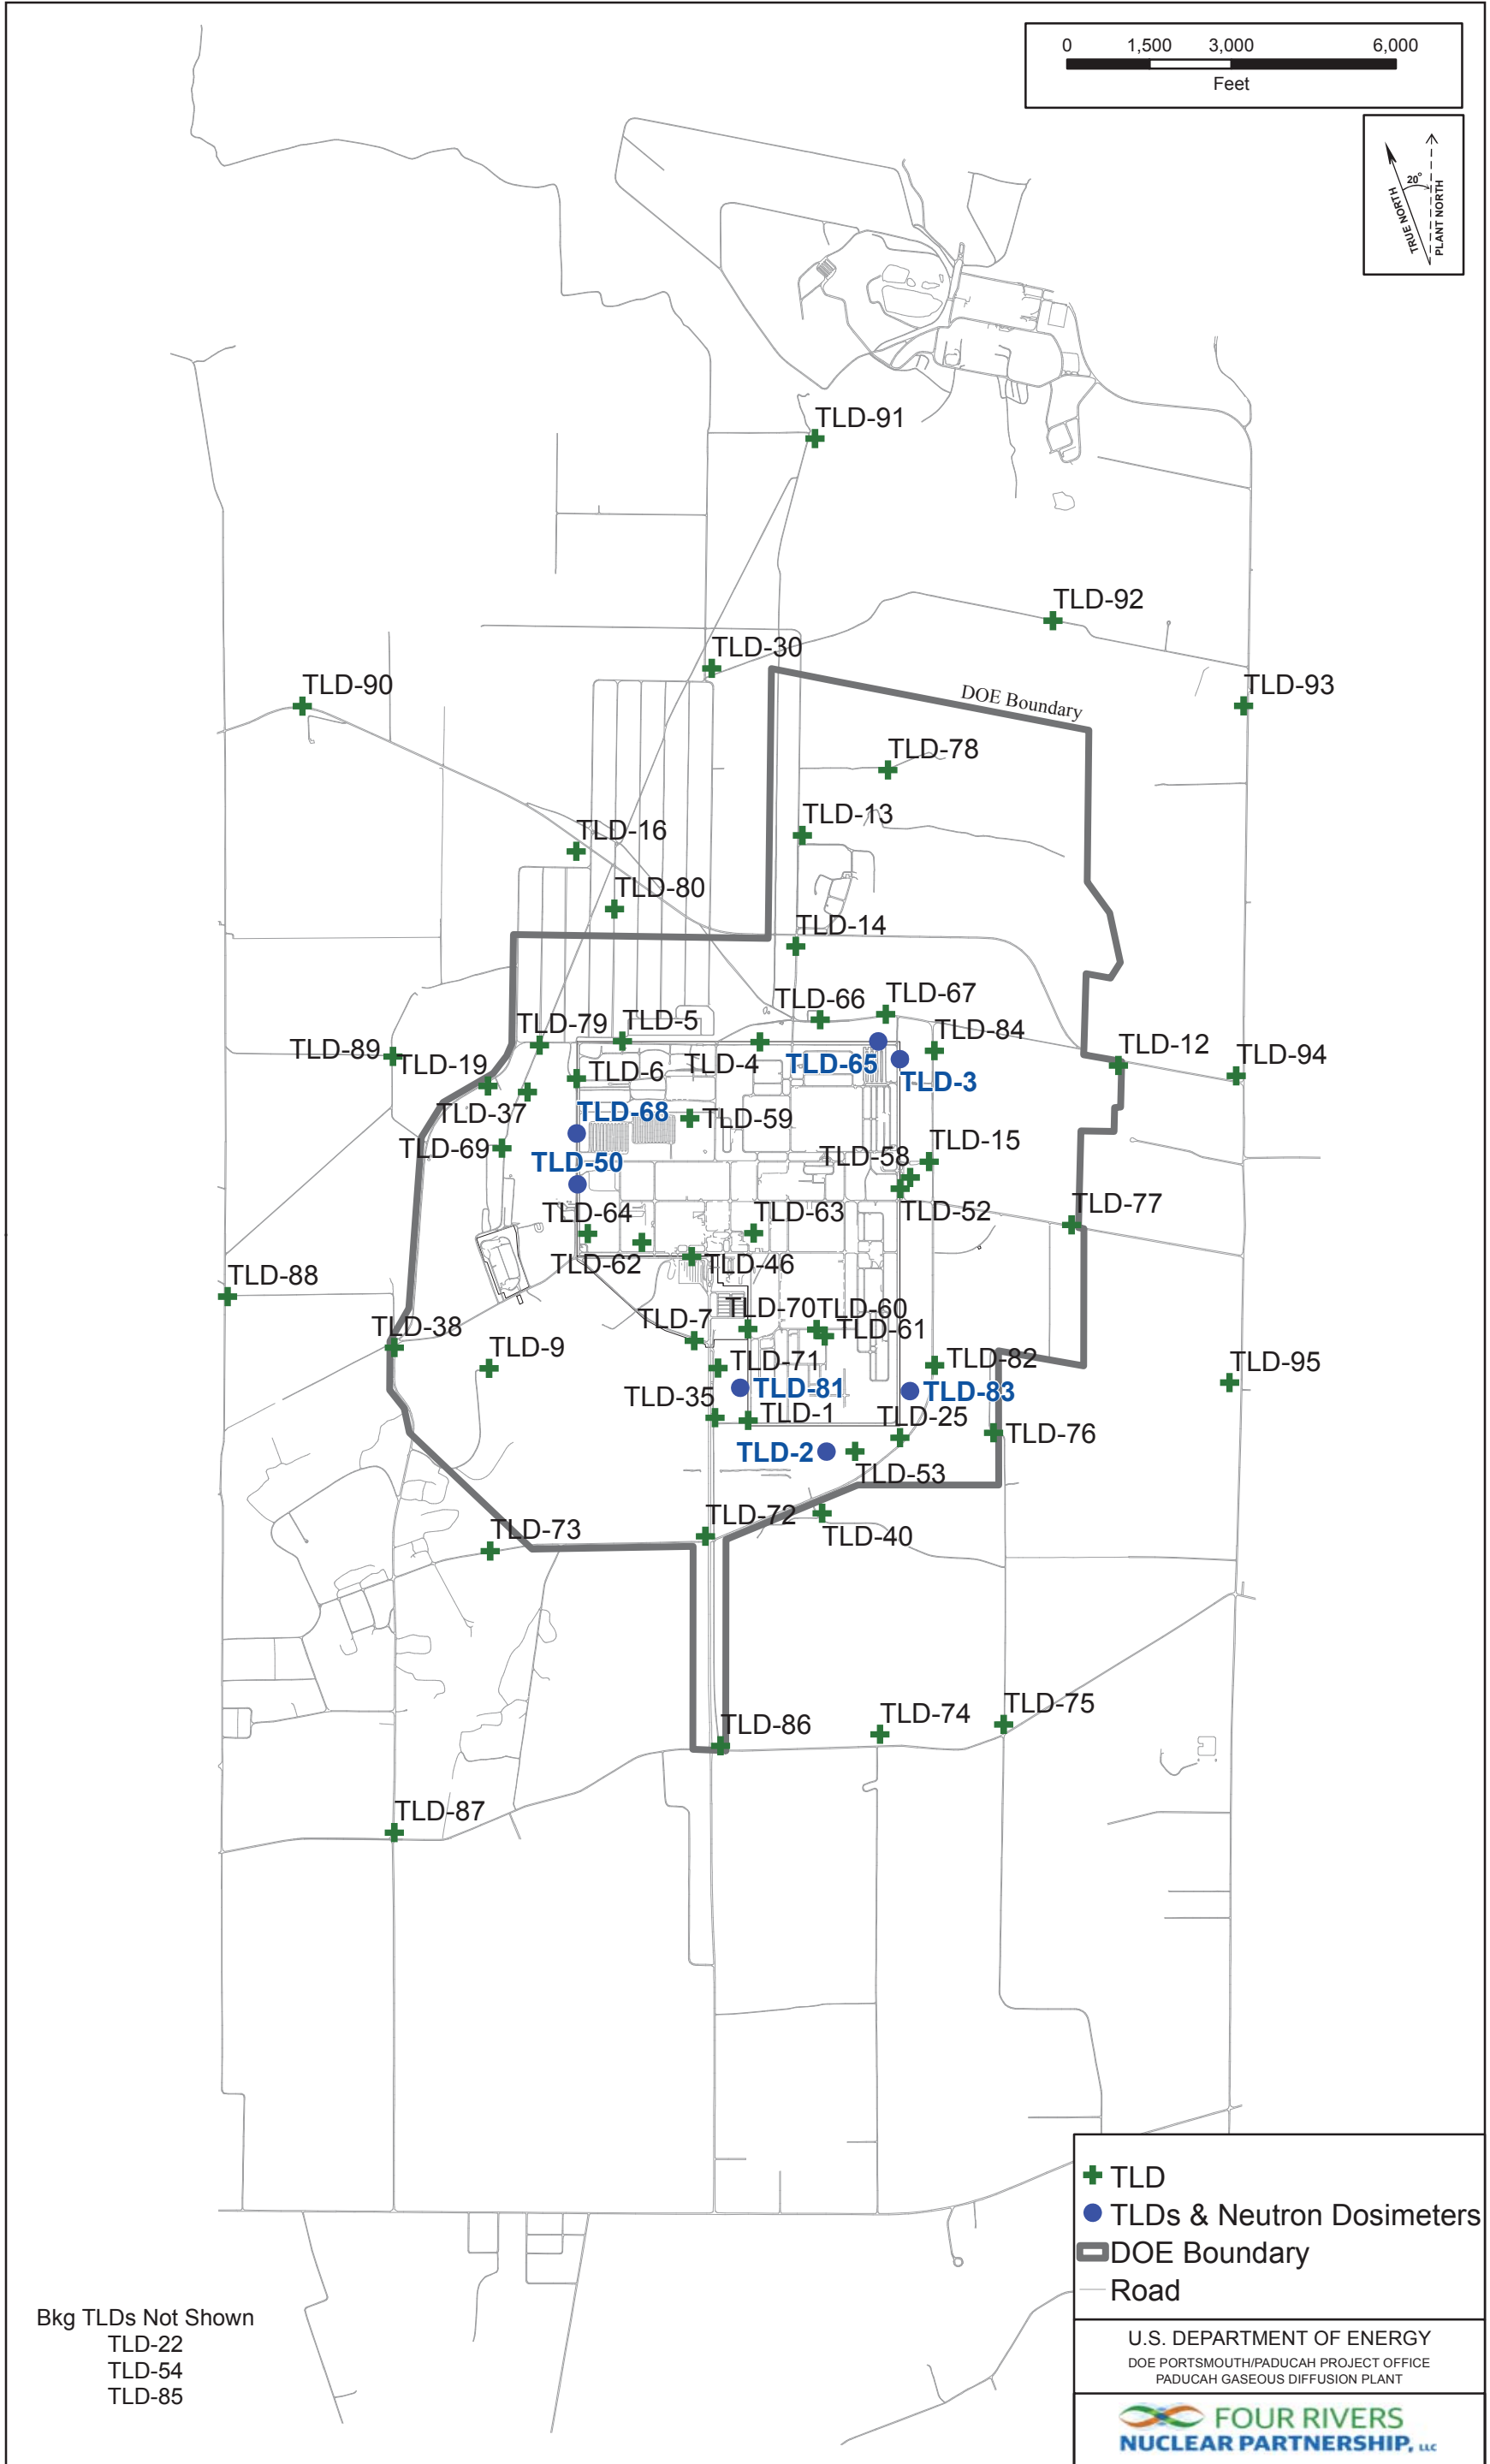 0 1,500 3,000 6,000
Feet
20°
TRUE NORTH
PLANT NORTH
TLD-91
TLD-92
TLD-30
TLD-90
TLD-93
DOE Boundary
TLD-78
TLD-13
TLD-16
TLD-80
TLD-14
TLD-66
TLD-67
TLD-79
TLD-5
TLD-84
TLD-89
TLD-19
TLD-4
TLD-65
TLD-12
TLD-94
TLD-6
TLD-3
TLD-37
TLD-68
TLD-59
TLD-69
TLD-50
TLD-58
TLD-15
TLD-64
TLD-63
TLD-52
TLD-77
TLD-62
TLD-46
TLD-88
TLD-38
TLD-7
TLD-70
TLD-60
TLD-61
TLD-9
TLD-71
TLD-82
TLD-95
TLD-35
TLD-81
TLD-83
TLD-1
TLD-25
TLD-76
TLD-2
TLD-53
TLD-72
TLD-40
TLD-73
TLD-86
TLD-74
TLD-75
TLD-87
TLD
TLDs & Neutron Dosimeters
DOE Boundary
Road
Bkg TLDs Not Shown
TLD-22
TLD-54
TLD-85
U.S. DEPARTMENT OF ENERGY
DOE PORTSMOUTH/PADUCAH PROJECT OFFICE
PADUCAH GASEOUS DIFFUSION PLANT
FOUR RIVERS
NUCLEAR PARTNERSHIP, LLC